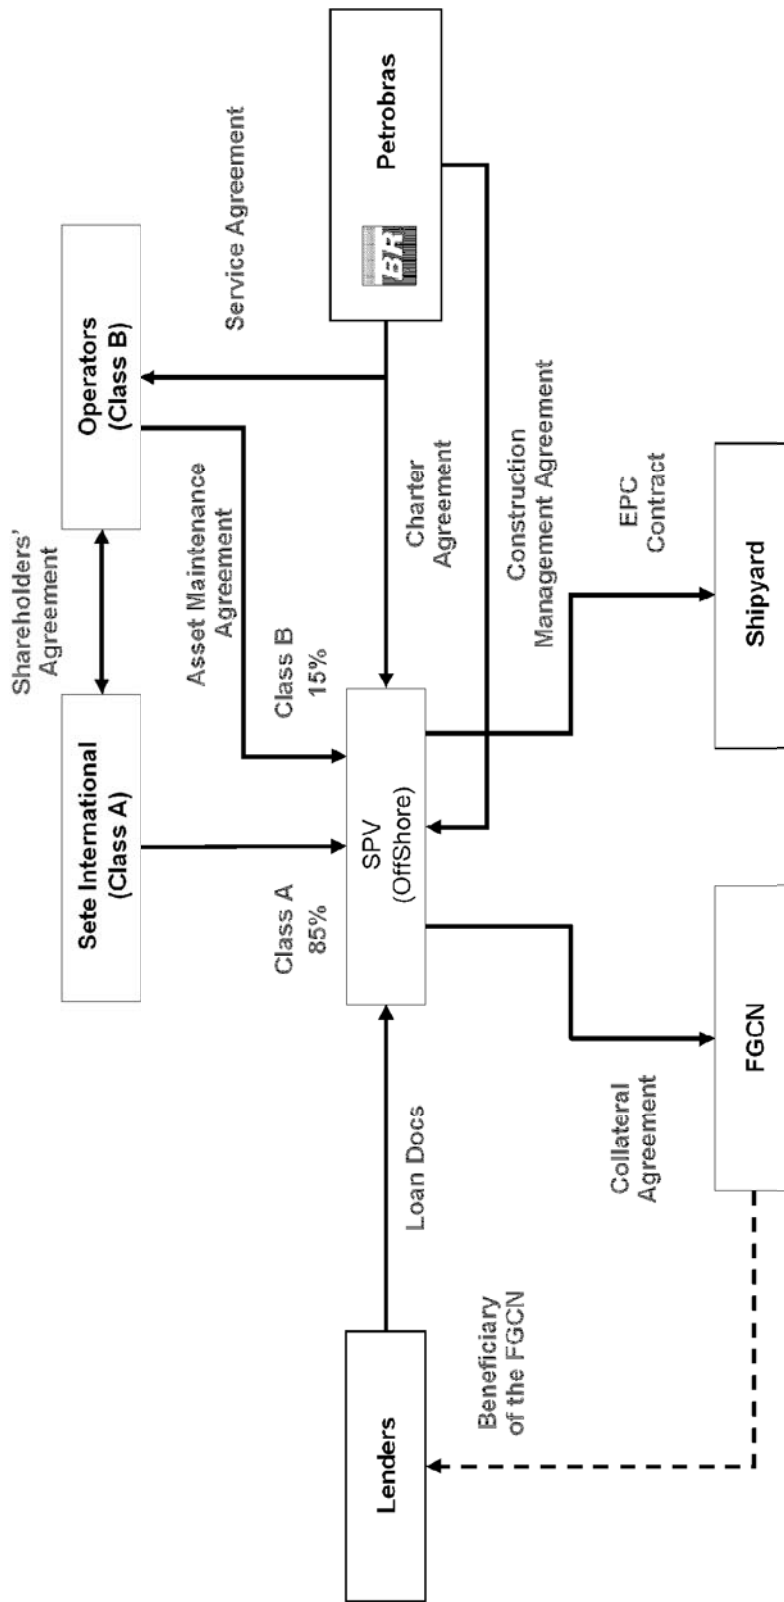 Shareholders'
Agreement
Sete International
(Class A)
Operators
(Class B)
Asset Maintenance
Agreement
Service Agreement
Class A
85%
Class B
15%
Lenders
Loan Docs
SPV
(OffShore)
Charter
Agreement
BR
Petrobras
Beneficiary
of the FGCN
Collateral
Agreement
Construction
Management Agreement
EPC
Contract
FGCN
Shipyard